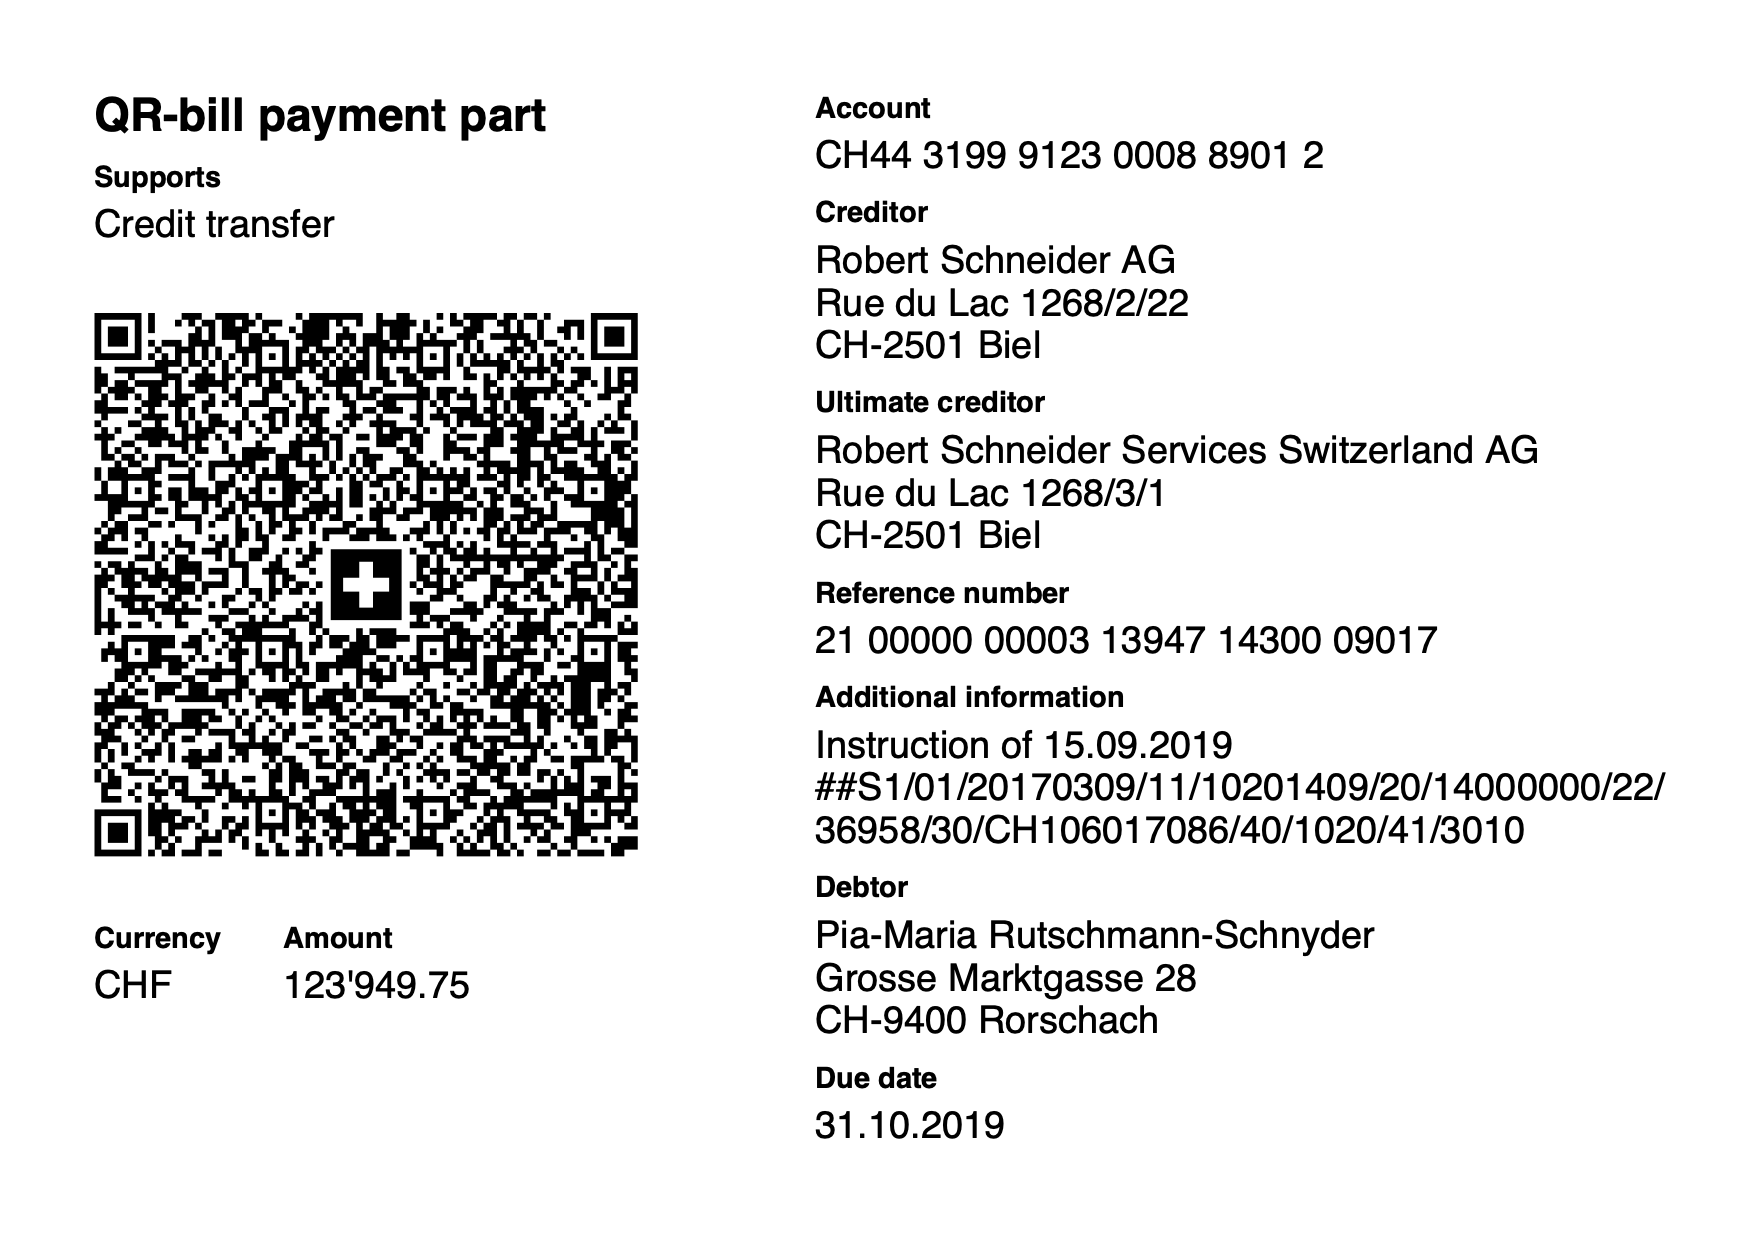 QR-bill payment part
Supports
Credit transfer
Currency
Amount
CHF
123'949.75
Account
CH44 3199 9123 0008 8901 2
Creditor
Robert Schneider AG
Rue du Lac 1268/2/22
CH-2501 Biel
Ultimate creditor
Robert Schneider Services Switzerland AG
Rue du Lac 1268/3/1
CH-2501 Biel
Reference number
21 00000 00003 13947 14300 09017
Additional information
Instruction of 15.09.2019
##S1/01/20170309/11/10201409/20/14000000/22/
36958/30/CH106017086/40/1020/41/3010
Debtor
Pia-Maria Rutschmann-Schnyder
Grosse Marktgasse 28
CH-9400 Rorschach
Due date
31.10.2019